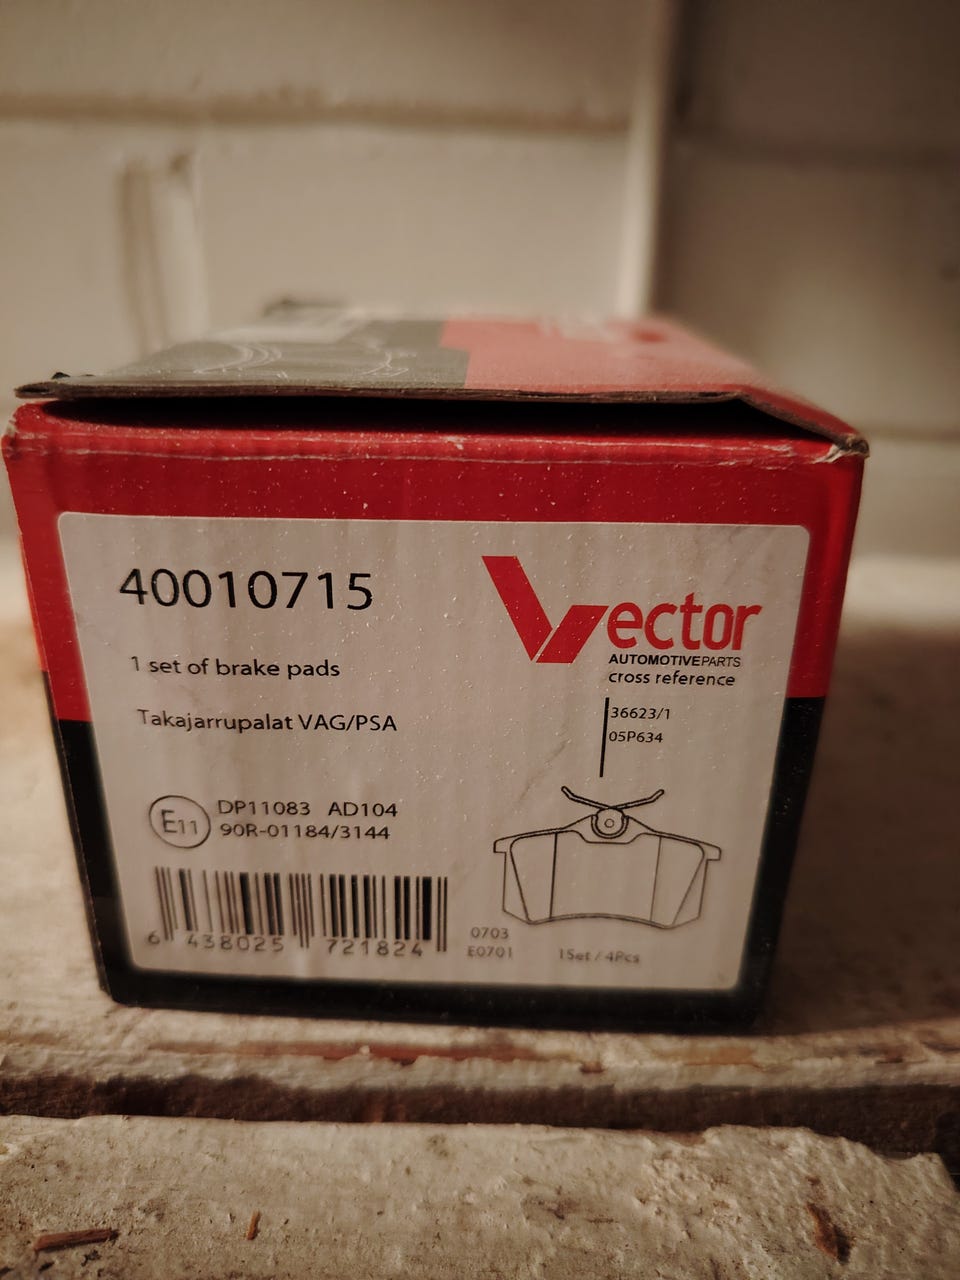 40010715
Vector
AUTOMOTIVEPARTS
cross reference
1 set of brake pads
36623/1
05P634
Takajarrupalat VAG/PSA
E11
DP11083 AD104
90R-01184/3144
6 438025 721824
0703
E0701
1Set / 4Pcs